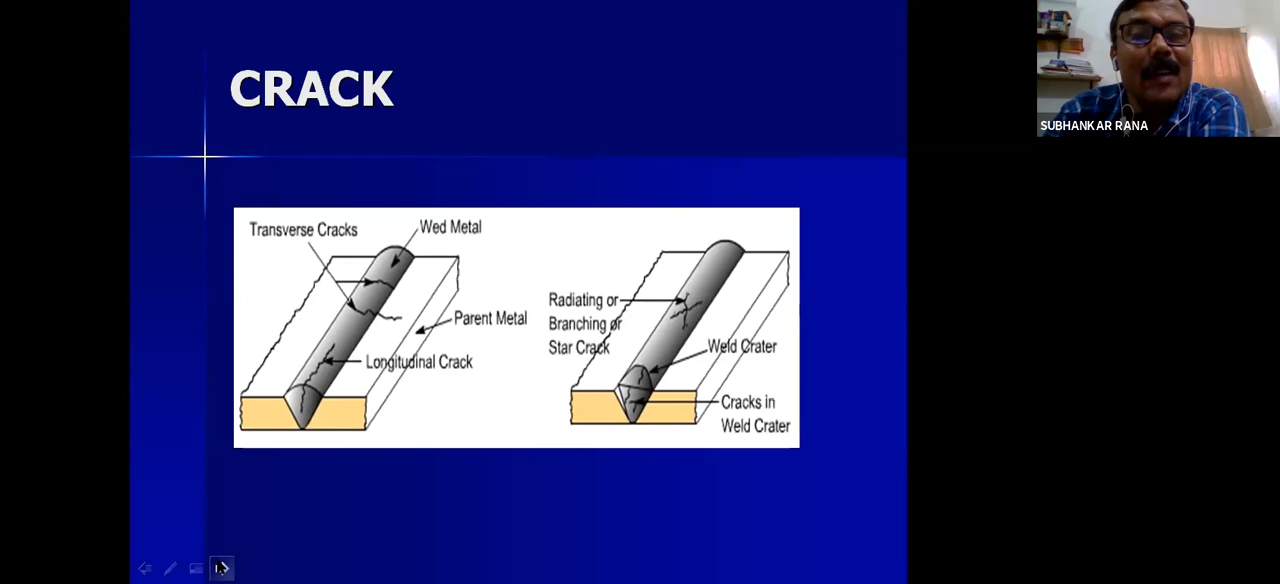 CRACK
SUBHANKAR RANA
Transverse Cracks
Wed Metal
Parent Metal
Longitudinal Crack
Radiating or
Branching or
Star Crack
Weld Crater
Cracks in
Weld Crater